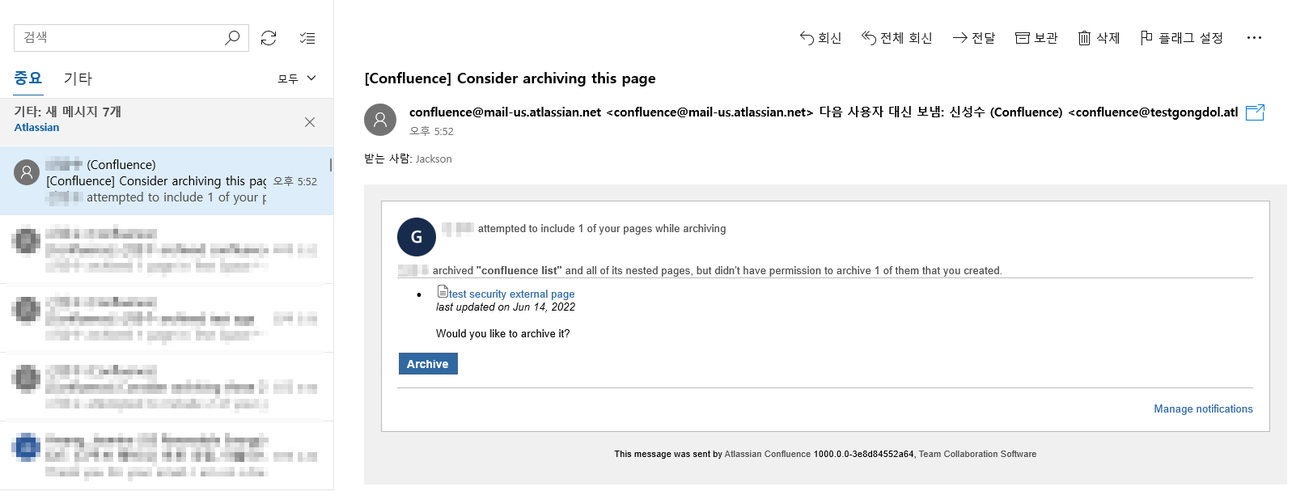 검색
회신
전체 회신
전달
보관
삭제
플래그 설정
중요
기타
모두
기타: 새 메시지 7개
Atlassian
(Confluence)
[Confluence] Consider archiving this pag
오후 5:52
attempted to include 1 of your p
[Confluence] Consider archiving this page
confluence@mail-us.atlassian.net <confluence@mail-us.atlassian.net> 다음 사용자 대신 보냄: 신성수 (Confluence) <confluence@testgongdol.atl
오후 5:52
받는 사람: Jackson
G
attempted to include 1 of your pages while archiving
archived "confluence list" and all of its nested pages, but didn't have permission to archive 1 of them that you created.
test security external page
last updated on Jun 14, 2022
Would you like to archive it?
Archive
Manage notifications
This message was sent by Atlassian Confluence 1000.0.0-3e8d84552a64, Team Collaboration Software